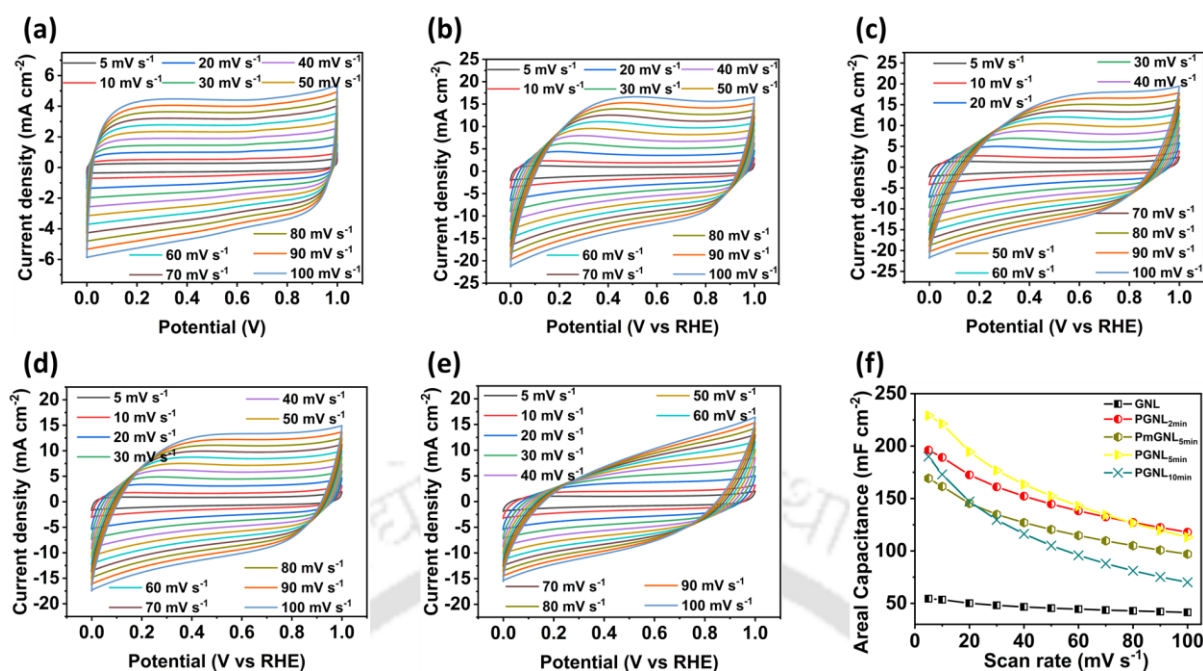 (a)
5 mV s⁻¹ 20 mV s⁻¹ 40 mV s⁻¹
10 mV s⁻¹ 30 mV s⁻¹ 50 mV s⁻¹
6
4
2
0
-2
-4
-6
80 mV s⁻¹
60 mV s⁻¹ 90 mV s⁻¹
70 mV s⁻¹ 100 mV s⁻¹
0.0 0.2 0.4 0.6 0.8 1.0
Current density (mA cm⁻²)
Potential (V)
(b)
5 mV s⁻¹ 20 mV s⁻¹ 40 mV s⁻¹
10 mV s⁻¹ 30 mV s⁻¹ 50 mV s⁻¹
25
20
15
10
5
0
-5
-10
-15
-20
-25
80 mV s⁻¹
60 mV s⁻¹ 90 mV s⁻¹
70 mV s⁻¹ 100 mV s⁻¹
0.0 0.2 0.4 0.6 0.8 1.0
Current density (mA cm⁻²)
Potential (V vs RHE)
(c)
5 mV s⁻¹ 30 mV s⁻¹
10 mV s⁻¹ 40 mV s⁻¹
20 mV s⁻¹
25
20
15
10
5
0
-5
-10
-15
-20
-25
70 mV s⁻¹
80 mV s⁻¹
50 mV s⁻¹ 90 mV s⁻¹
60 mV s⁻¹ 100 mV s⁻¹
0.0 0.2 0.4 0.6 0.8 1.0
Current density (mA cm⁻²)
Potential (V vs RHE)
(d)
5 mV s⁻¹ 40 mV s⁻¹
10 mV s⁻¹ 50 mV s⁻¹
20 mV s⁻¹
30 mV s⁻¹
20
15
10
5
0
-5
-10
-15
-20
80 mV s⁻¹
60 mV s⁻¹ 90 mV s⁻¹
70 mV s⁻¹ 100 mV s⁻¹
0.0 0.2 0.4 0.6 0.8 1.0
Current density (mA cm⁻²)
Potential (V vs RHE)
(e)
5 mV s⁻¹ 50 mV s⁻¹
10 mV s⁻¹ 60 mV s⁻¹
20 mV s⁻¹
30 mV s⁻¹
40 mV s⁻¹
20
15
10
5
0
-5
-10
-15
-20
70 mV s⁻¹ 90 mV s⁻¹
80 mV s⁻¹ 100 mV s⁻¹
0.0 0.2 0.4 0.6 0.8 1.0
Current density (mA cm⁻²)
Potential (V vs RHE)
(f)
GNL
PGNL2min
PmGNL5min
PGNL5min
PGNL10min
250
200
150
100
50
0 20 40 60 80 100
Areal Capacitance (mF cm⁻²)
Scan rate (mV s⁻¹)